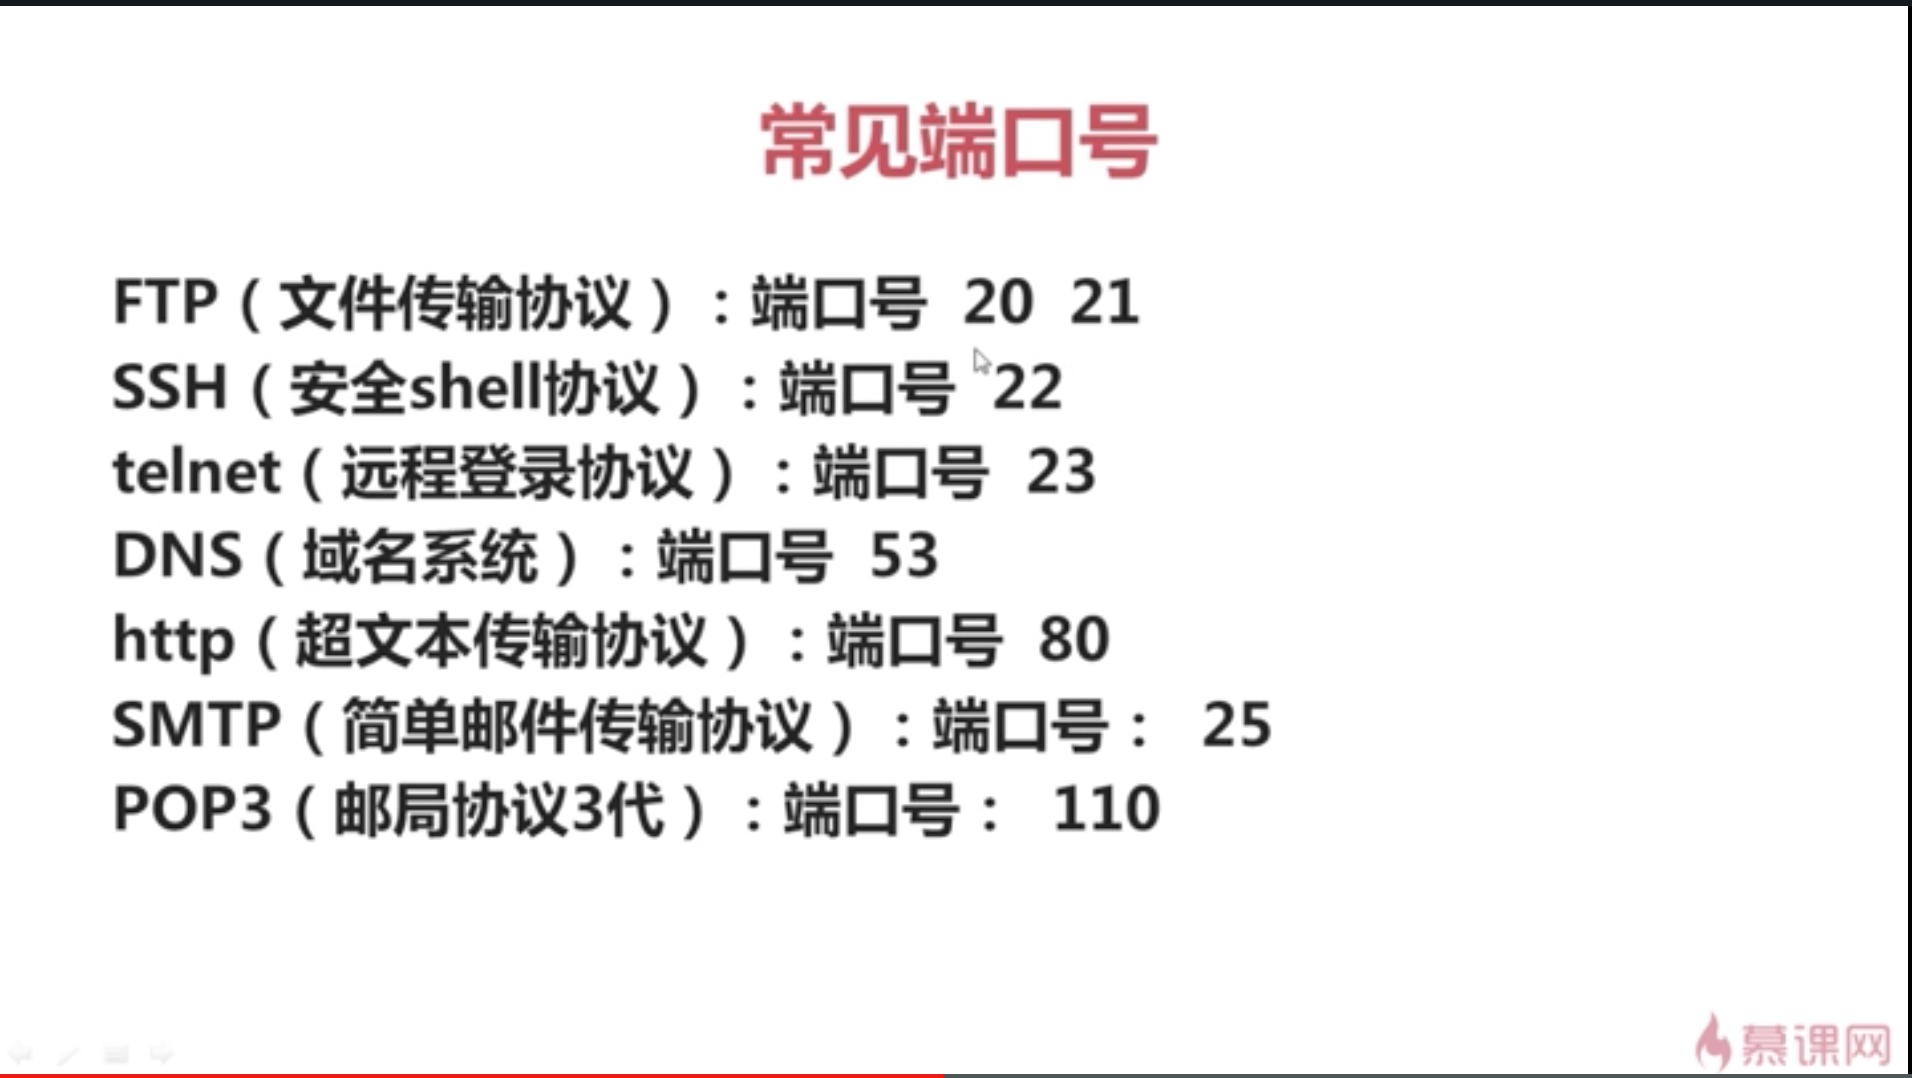 常见端口号
FTP（文件传输协议）：端口号 20 21
SSH（安全shell协议）：端口号 22
telnet（远程登录协议）：端口号 23
DNS（域名系统）：端口号 53
http（超文本传输协议）：端口号 80
SMTP（简单邮件传输协议）：端口号： 25
POP3（邮局协议3代）：端口号： 110
慕课网